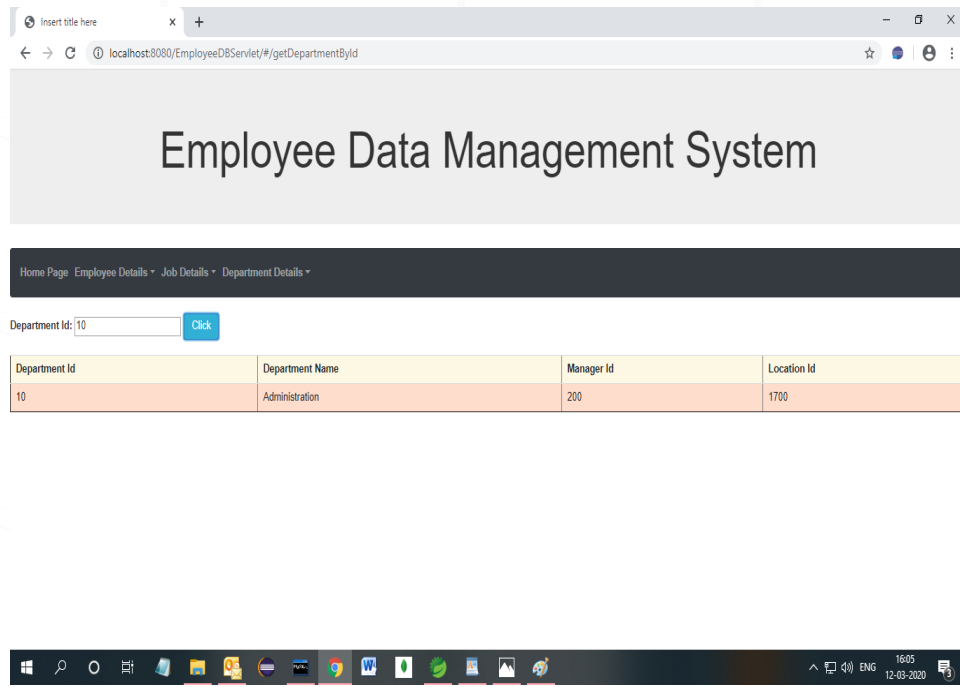 Insert title here
localhost:8080/EmployeeDBServlet/#/getDepartmentById
Employee Data Management System
Home Page Employee Details Job Details Department Details
Department Id: 10 Click
Department Id Department Name Manager Id Location Id
10 Administration 200 1700
ENG 16:05
12-03-2020 3